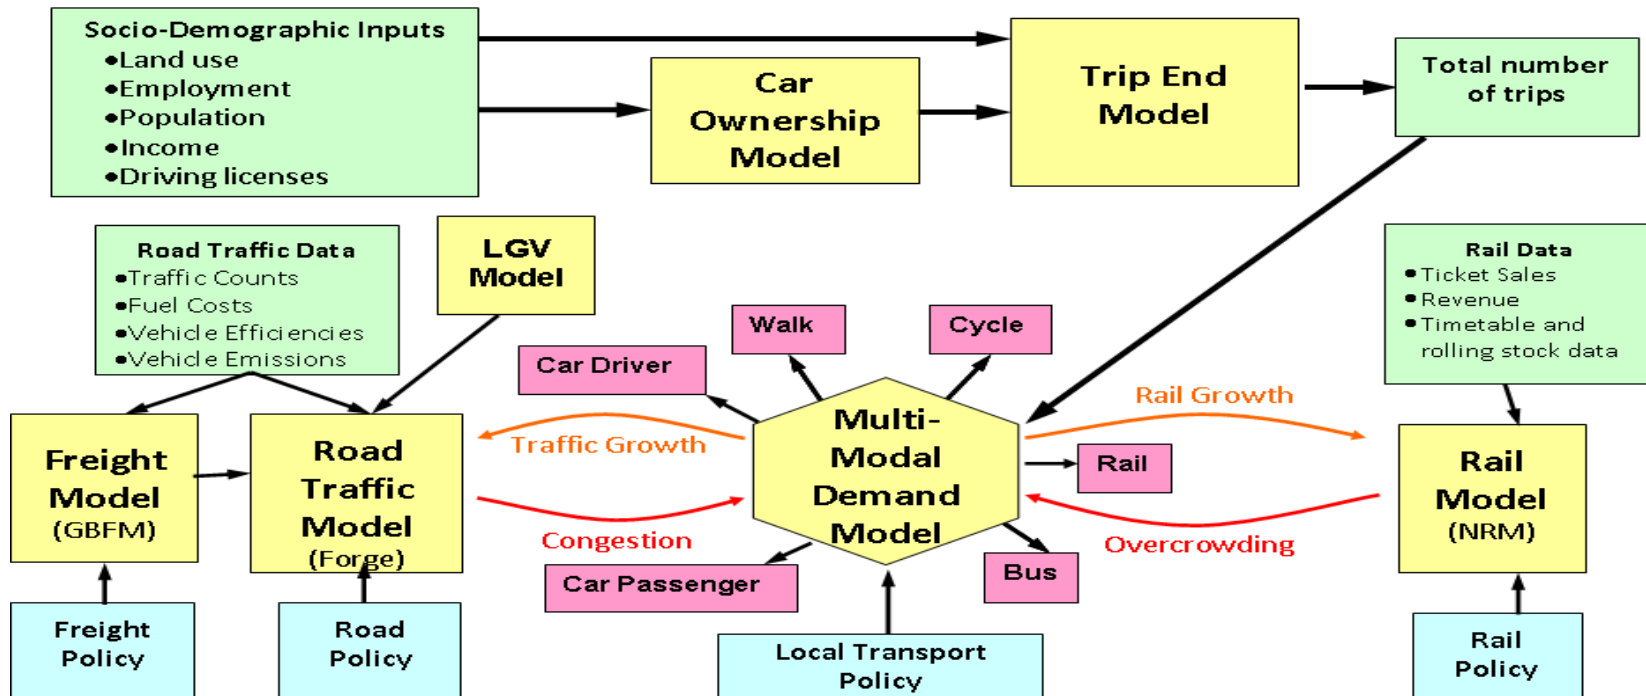 Socio-Demographic Inputs
•Land use
•Employment
•Population
•Income
•Driving licenses
Car
Ownership
Model
Trip End
Model
Total number
of trips
Road Traffic Data
•Traffic Counts
•Fuel Costs
•Vehicle Efficiencies
•Vehicle Emissions
LGV
Model
Rail Data
• Ticket Sales
• Revenue
• Timetable and
rolling stock data
Walk
Cycle
Car Driver
Traffic Growth
Rail Growth
Freight
Model
(GBFM)
Road
Traffic
Model
(Forge)
Multi-
Modal
Demand
Model
Rail
Rail
Model
(NRM)
Congestion
Overcrowding
Car Passenger
Bus
Freight
Policy
Road
Policy
Local Transport
Policy
Rail
Policy